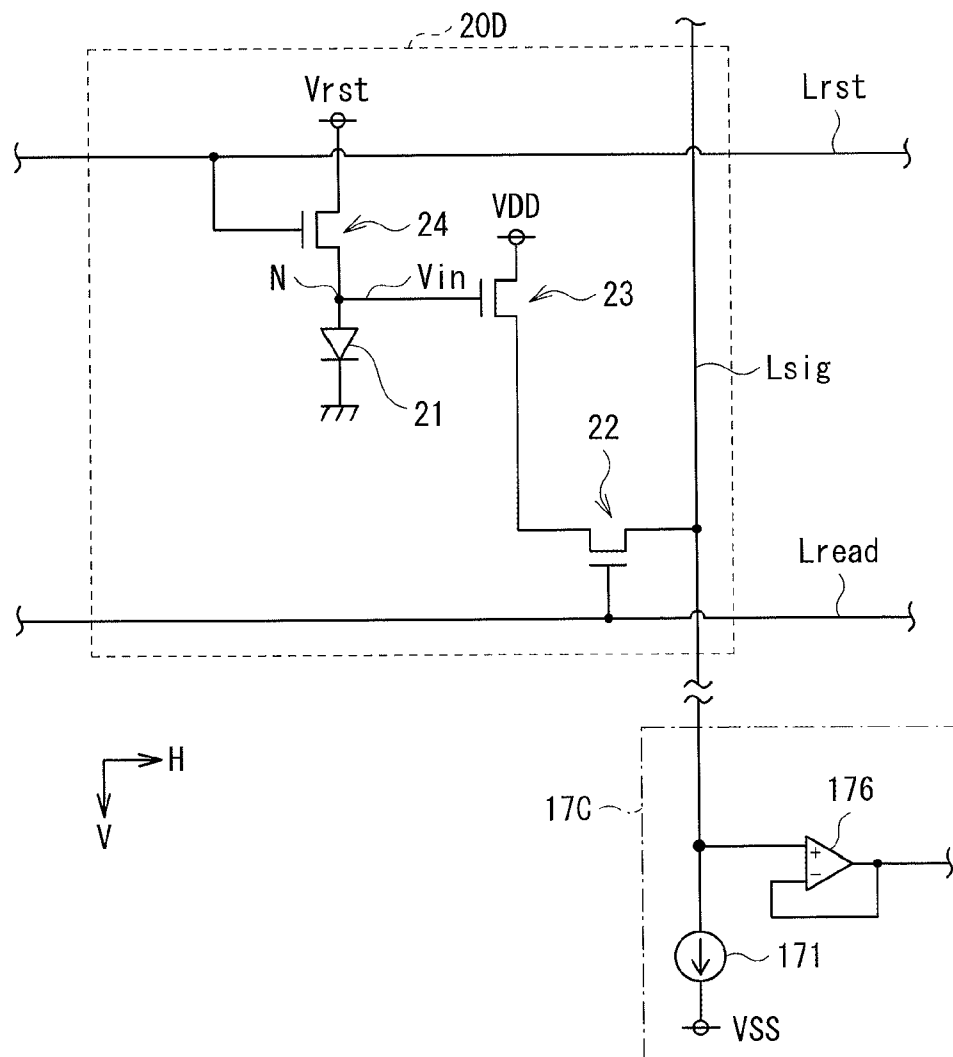 20D
Vrst
Lrst
VDD
24
N
Vin
23
Lsig
21
22
Lread
H
V
17C
176
+
−
171
VSS